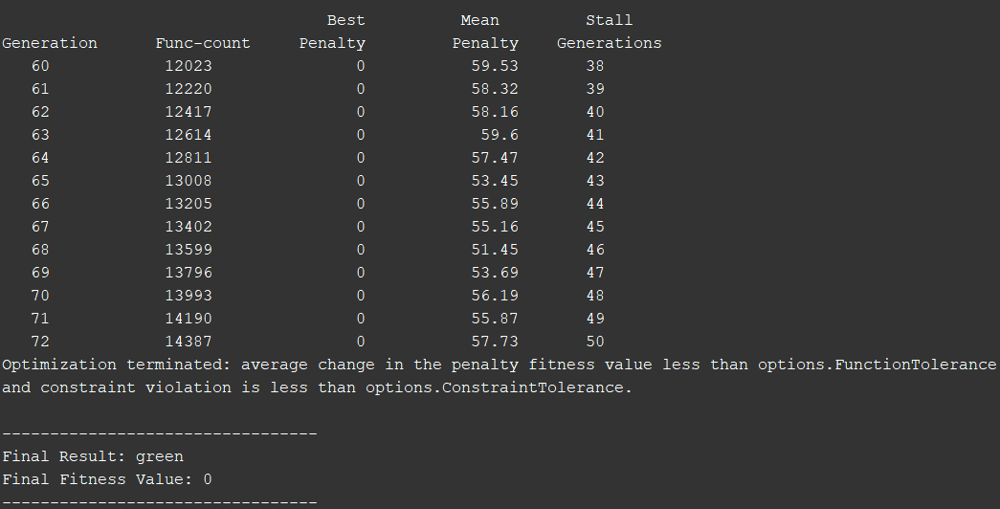 Best          Mean         Stall
Generation      Func-count     Penalty         Penalty    Generations
   60            12023               0           59.53       38
   61            12220               0           58.32       39
   62            12417               0           58.16       40
   63            12614               0            59.6       41
   64            12811               0           57.47       42
   65            13008               0           53.45       43
   66            13205               0           55.89       44
   67            13402               0           55.16       45
   68            13599               0           51.45       46
   69            13796               0           53.69       47
   70            13993               0           56.19       48
   71            14190               0           55.87       49
   72            14387               0           57.73       50
Optimization terminated: average change in the penalty fitness value less than options.FunctionTolerance
and constraint violation is less than options.ConstraintTolerance.

---------------------------------
Final Result: green
Final Fitness Value: 0
---------------------------------